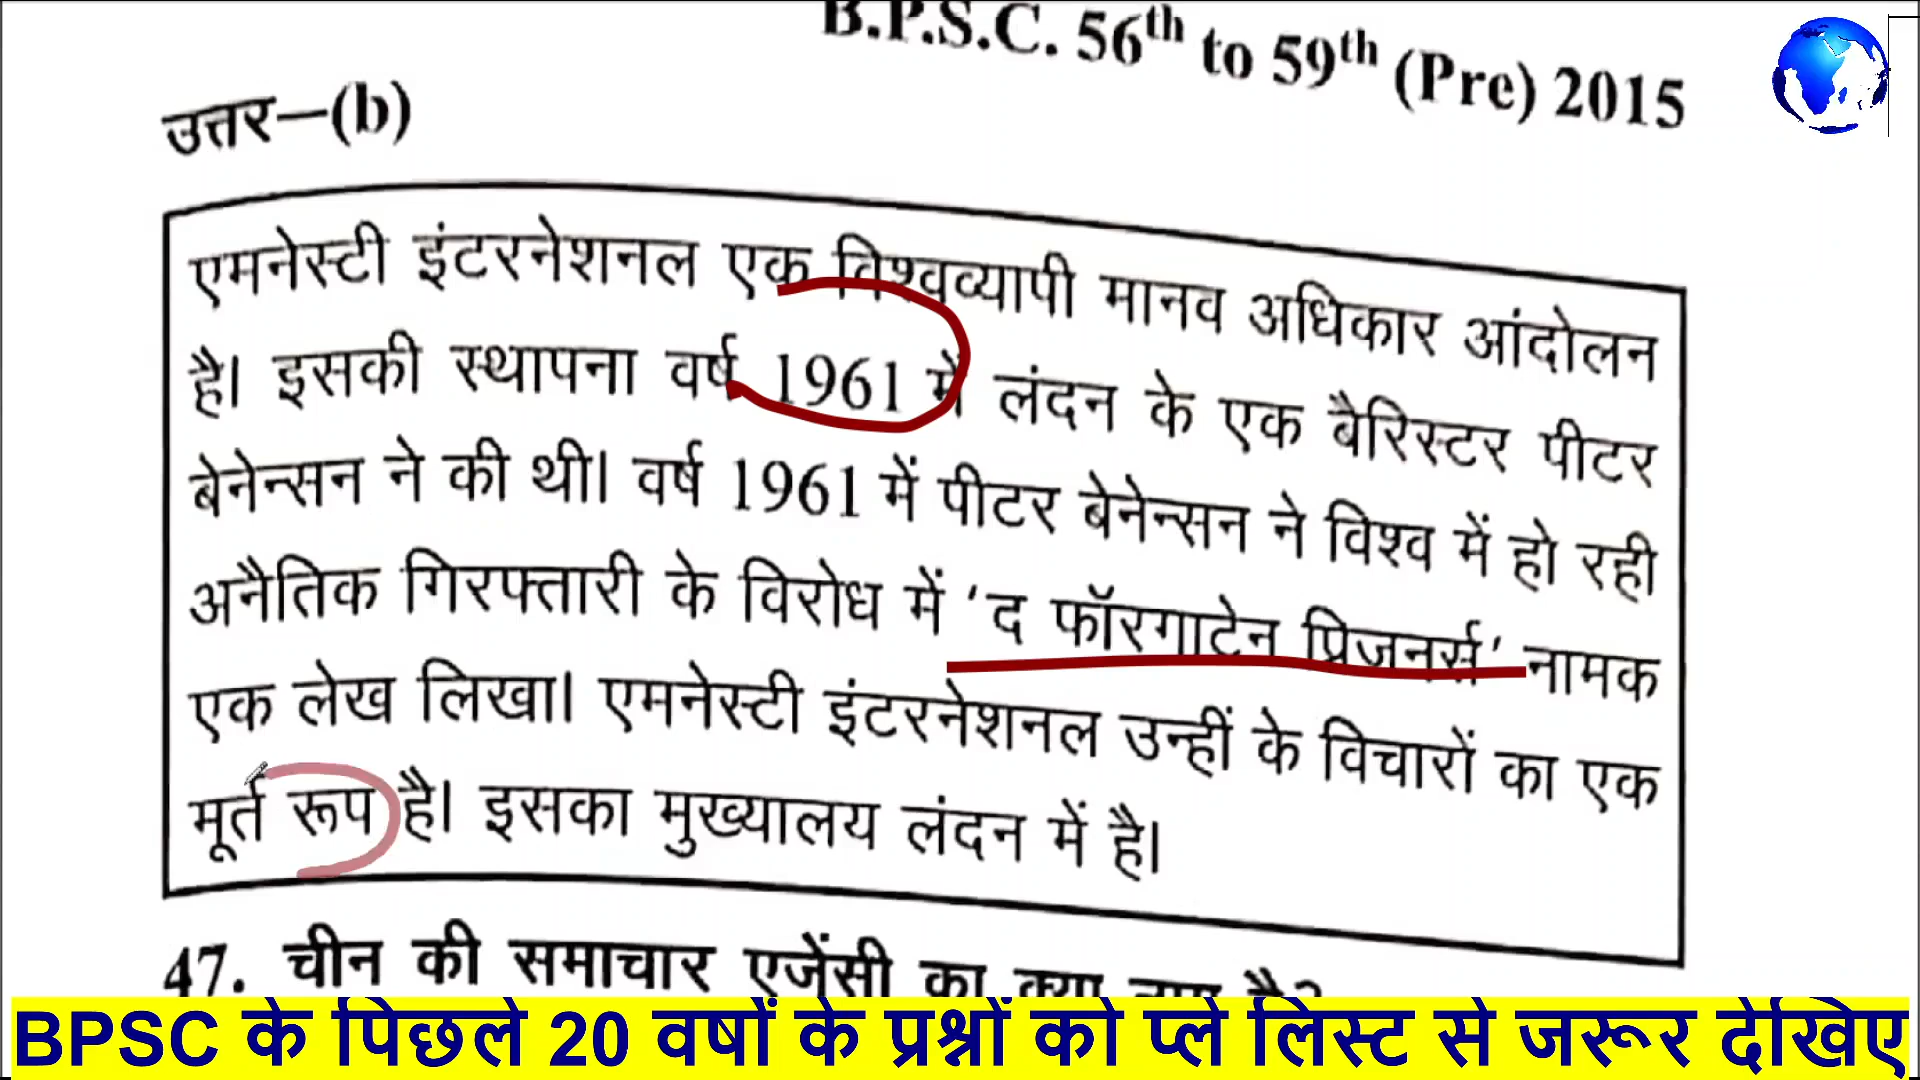 B.P.S.C. 56th to 59th (Pre) 2015
उत्तर–(b)
एमनेस्टी इंटरनेशनल एक विश्वव्यापी मानव अधिकार आंदोलन
है। इसकी स्थापना वर्ष 1961 में लंदन के एक बैरिस्टर पीटर
बेनेन्सन ने की थी। वर्ष 1961 में पीटर बेनेन्सन ने विश्व में हो रही
अनैतिक गिरफ्तारी के विरोध में 'द फॉरगाटेन प्रिजनर्स' नामक
एक लेख लिखा। एमनेस्टी इंटरनेशनल उन्हीं के विचारों का एक
मूर्त रूप है। इसका मुख्यालय लंदन में है।
47. चीन की समाचार एजेंसी का क्या नाम है?
BPSC के पिछले 20 वर्षों के प्रश्नों को प्ले लिस्ट से जरूर देखिए